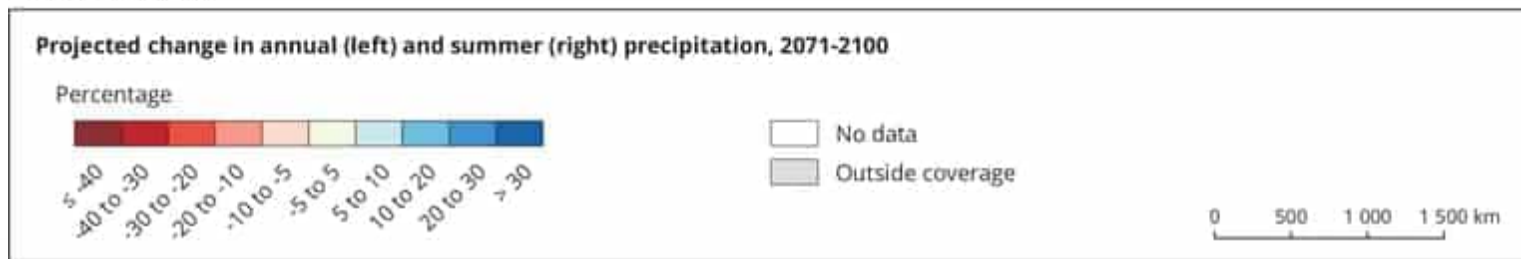 Projected change in annual (left) and summer (right) precipitation, 2071-2100
Percentage
≤ -40
-40 to -30
-30 to -20
-20 to -10
-10 to -5
-5 to 5
5 to 10
10 to 20
20 to 30
> 30
No data
Outside coverage
0 500 1 000 1 500 km